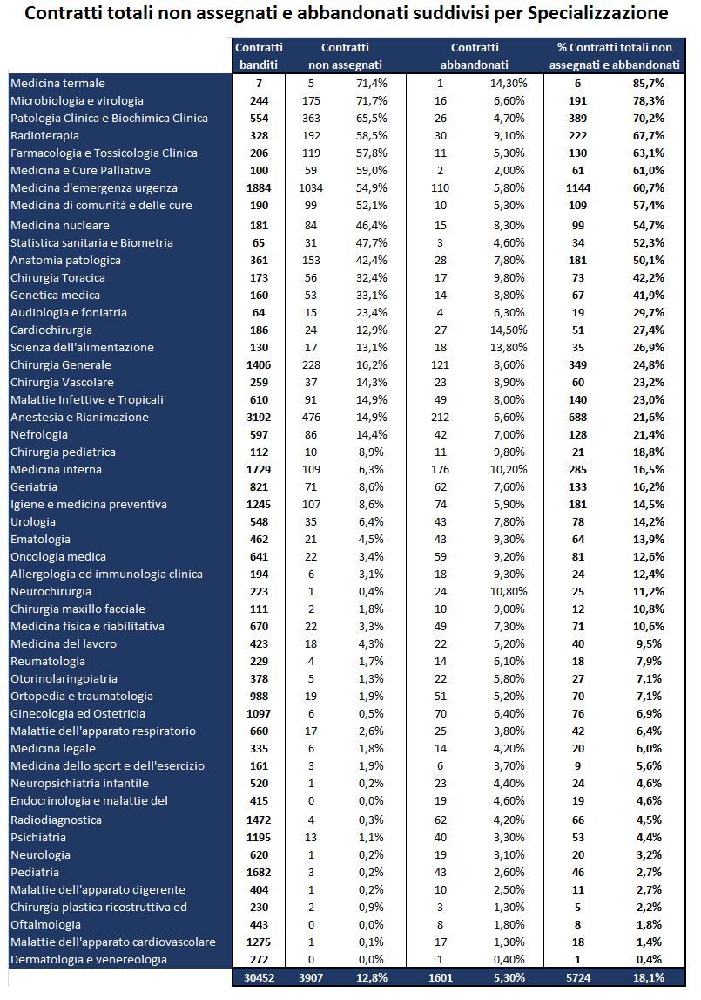 Contratti totali non assegnati e abbandonati suddivisi per Specializzazione
Contratti Contratti Contratti % Contratti totali non
banditi non assegnati abbandonati assegnati e abbandonati
Medicina termale 7 5 71,4% 1 14,30% 6 85,7%
Microbiologia e virologia 244 175 71,7% 16 6,60% 191 78,3%
Patologia Clinica e Biochimica Clinica 554 363 65,5% 26 4,70% 389 70,2%
Radioterapia 328 192 58,5% 30 9,10% 222 67,7%
Farmacologia e Tossicologia Clinica 206 119 57,8% 11 5,30% 130 63,1%
Medicina e Cure Palliative 100 59 59,0% 2 2,00% 61 61,0%
Medicina d'emergenza urgenza 1884 1034 54,9% 110 5,80% 1144 60,7%
Medicina di comunità e delle cure 190 99 52,1% 10 5,30% 109 57,4%
Medicina nucleare 181 84 46,4% 15 8,30% 99 54,7%
Statistica sanitaria e Biometria 65 31 47,7% 3 4,60% 34 52,3%
Anatomia patologica 361 153 42,4% 28 7,80% 181 50,1%
Chirurgia Toracica 173 56 32,4% 17 9,80% 73 42,2%
Genetica medica 160 53 33,1% 14 8,80% 67 41,9%
Audiologia e foniatria 64 15 23,4% 4 6,30% 19 29,7%
Cardiochirurgia 186 24 12,9% 27 14,50% 51 27,4%
Scienza dell'alimentazione 130 17 13,1% 18 13,80% 35 26,9%
Chirurgia Generale 1406 228 16,2% 121 8,60% 349 24,8%
Chirurgia Vascolare 259 37 14,3% 23 8,90% 60 23,2%
Malattie Infettive e Tropicali 610 91 14,9% 49 8,00% 140 23,0%
Anestesia e Rianimazione 3192 476 14,9% 212 6,60% 688 21,6%
Nefrologia 597 86 14,4% 42 7,00% 128 21,4%
Chirurgia pediatrica 112 10 8,9% 11 9,80% 21 18,8%
Medicina interna 1729 109 6,3% 176 10,20% 285 16,5%
Geriatria 821 71 8,6% 62 7,60% 133 16,2%
Igiene e medicina preventiva 1245 107 8,6% 74 5,90% 181 14,5%
Urologia 548 35 6,4% 43 7,80% 78 14,2%
Ematologia 462 21 4,5% 43 9,30% 64 13,9%
Oncologia medica 641 22 3,4% 59 9,20% 81 12,6%
Allergologia ed immunologia clinica 194 6 3,1% 18 9,30% 24 12,4%
Neurochirurgia 223 1 0,4% 24 10,80% 25 11,2%
Chirurgia maxillo facciale 111 2 1,8% 10 9,00% 12 10,8%
Medicina fisica e riabilitativa 670 22 3,3% 49 7,30% 71 10,6%
Medicina del lavoro 423 18 4,3% 22 5,20% 40 9,5%
Reumatologia 229 4 1,7% 14 6,10% 18 7,9%
Otorinolaringoiatria 378 5 1,3% 22 5,80% 27 7,1%
Ortopedia e traumatologia 988 19 1,9% 51 5,20% 70 7,1%
Ginecologia ed Ostetricia 1097 6 0,5% 70 6,40% 76 6,9%
Malattie dell'apparato respiratorio 660 17 2,6% 25 3,80% 42 6,4%
Medicina legale 335 6 1,8% 14 4,20% 20 6,0%
Medicina dello sport e dell'esercizio 161 3 1,9% 6 3,70% 9 5,6%
Neuropsichiatria infantile 520 1 0,2% 23 4,40% 24 4,6%
Endocrinologia e malattie del 415 0 0,0% 19 4,60% 19 4,6%
Radiodiagnostica 1472 4 0,3% 62 4,20% 66 4,5%
Psichiatria 1195 13 1,1% 40 3,30% 53 4,4%
Neurologia 620 1 0,2% 19 3,10% 20 3,2%
Pediatria 1682 3 0,2% 43 2,60% 46 2,7%
Malattie dell'apparato digerente 404 1 0,2% 10 2,50% 11 2,7%
Chirurgia plastica ricostruttiva ed 230 2 0,9% 3 1,30% 5 2,2%
Oftalmologia 443 0 0,0% 8 1,80% 8 1,8%
Malattie dell'apparato cardiovascolare 1275 1 0,1% 17 1,30% 18 1,4%
Dermatologia e venereologia 272 0 0,0% 1 0,40% 1 0,4%
30452 3907 12,8% 1601 5,30% 5724 18,1%